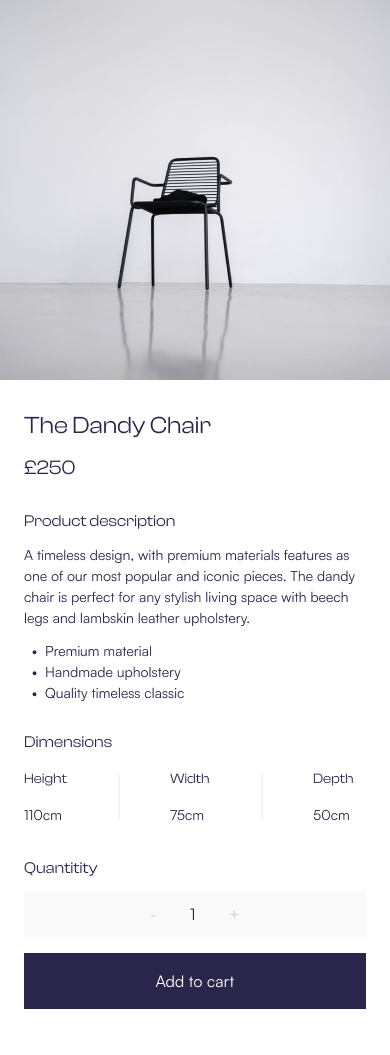 The Dandy Chair
£250
Product description
A timeless design, with premium materials features as
one of our most popular and iconic pieces. The dandy
chair is perfect for any stylish living space with beech
legs and lambskin leather upholstery.
• Premium material
• Handmade upholstery
• Quality timeless classic
Dimensions
Height Width Depth
110cm 75cm 50cm
Quantitity
- 1 +
Add to cart